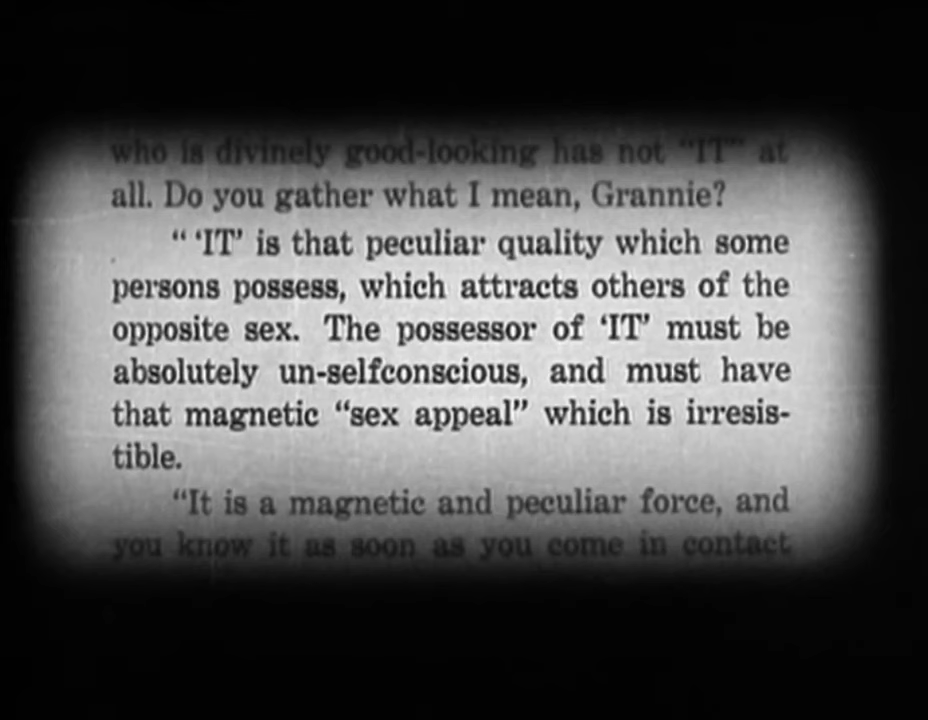 who is divinely good-looking has not "IT" at
all. Do you gather what I mean, Grannie?
" 'IT' is that peculiar quality which some
persons possess, which attracts others of the
opposite sex. The possessor of 'IT' must be
absolutely un-selfconscious, and must have
that magnetic "sex appeal" which is irresis-
tible.
"It is a magnetic and peculiar force, and
you know it as soon as you come in contact